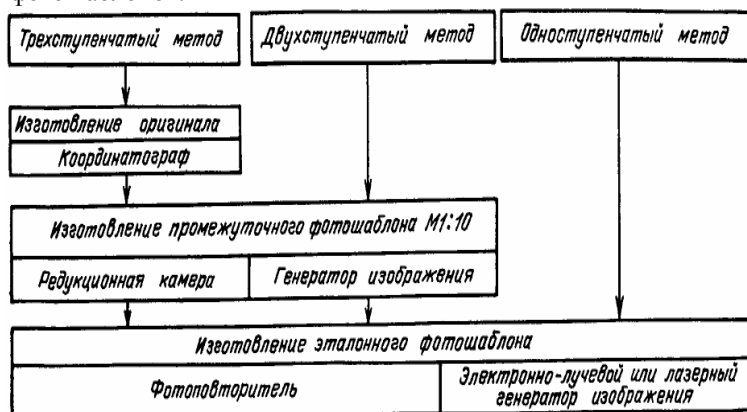 Трехступенчатый метод
Двухступенчатый метод
Одноступенчатый метод
Изготовление оригинала
Координатограф
Изготовление промежуточного фотошаблона М1:10
Редукционная камера
Генератор изображения
Изготовление эталонного фотошаблона
Фотоповторитель
Электронно-лучевой или лазерный
генератор изображения